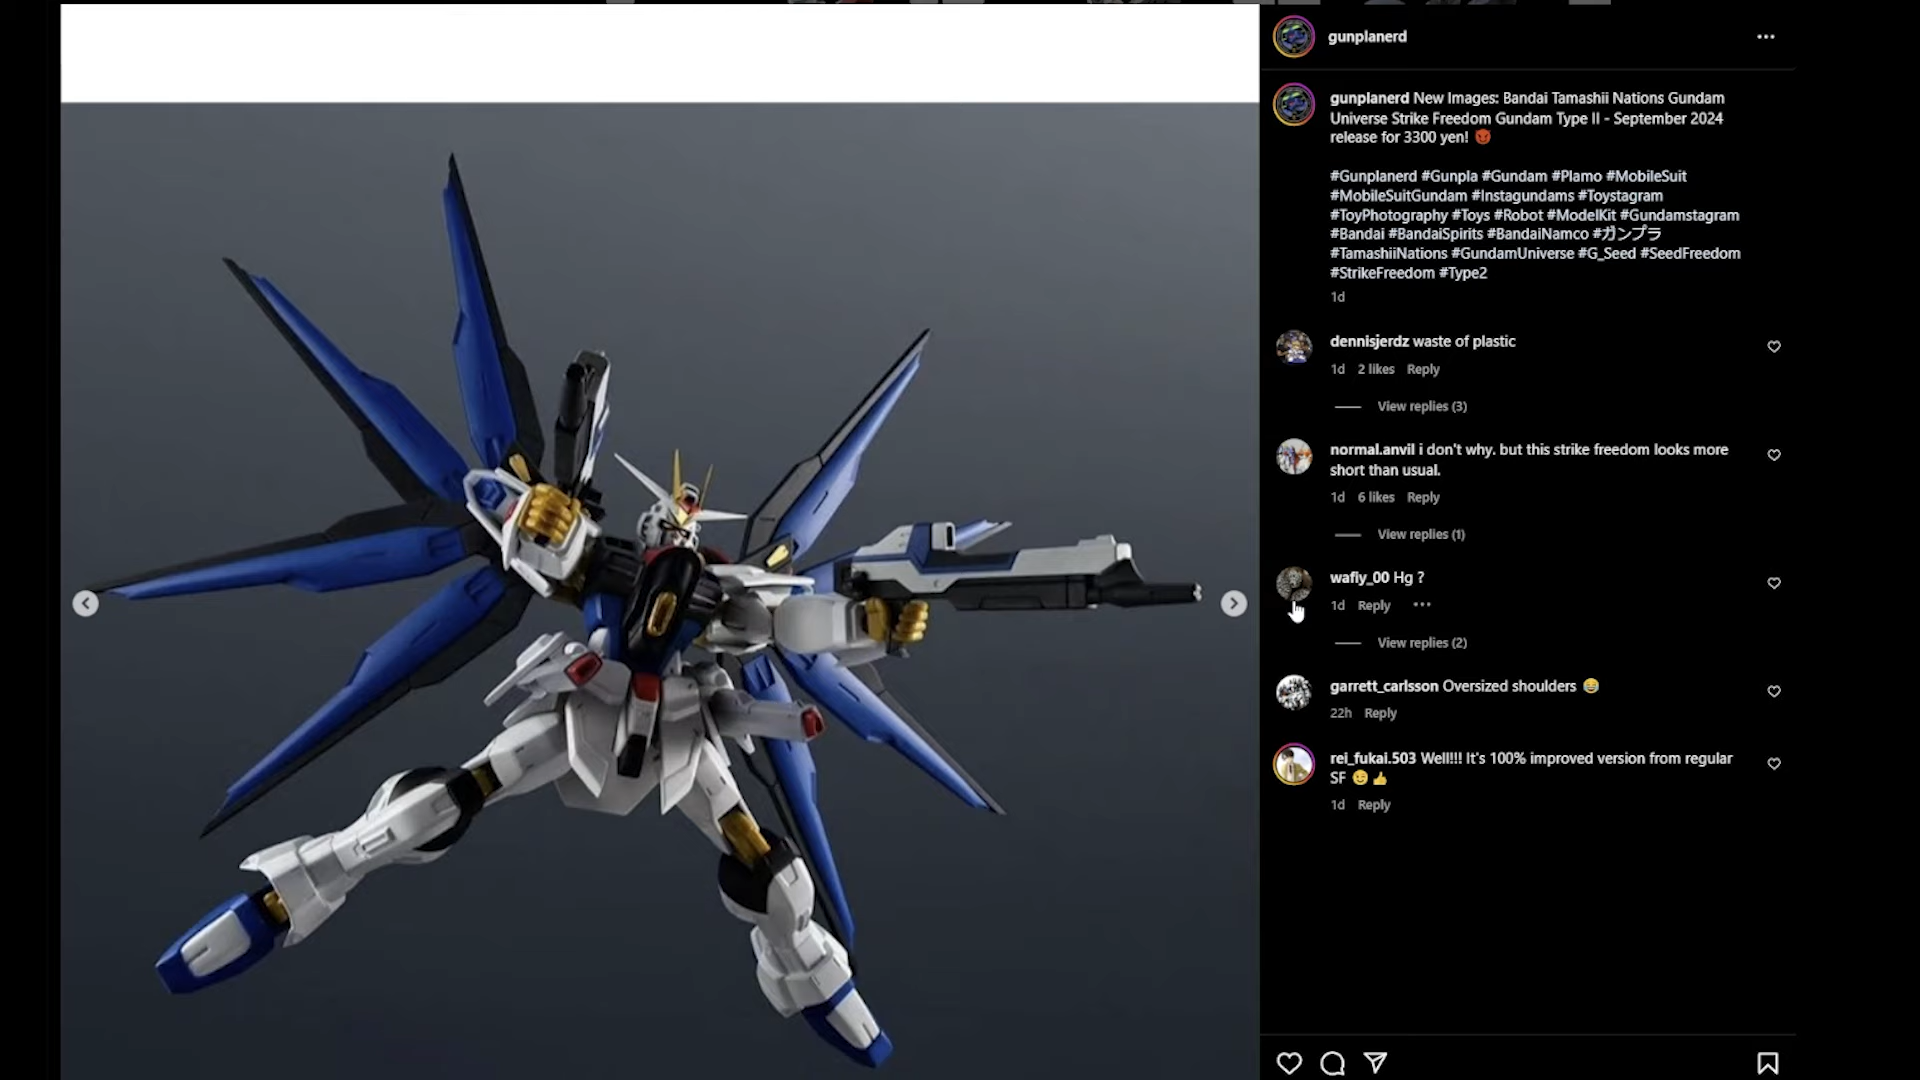 gunplanerd
gunplanerd New Images: Bandai Tamashii Nations Gundam
Universe Strike Freedom Gundam Type II - September 2024
release for 3300 yen! 😈
#Gunplanerd #Gunpla #Gundam #Plamo #MobileSuit
#MobileSuitGundam #Instagundams #Toystagram
#ToyPhotography #Toys #Robot #ModelKit #Gundamstagram
#Bandai #BandaiSpirits #BandaiNamco #ガンプラ
#TamashiiNations #GundamUniverse #G_Seed #SeedFreedom
#StrikeFreedom #Type2
1d
dennisjerdz waste of plastic
1d 2 likes Reply
View replies (3)
normal.anvil i don't why. but this strike freedom looks more
short than usual.
1d 6 likes Reply
View replies (1)
wafiy_00 Hg ?
1d Reply
View replies (2)
garrett_carlsson Oversized shoulders 😂
22h Reply
rei_fukai.503 Well!!! It's 100% improved version from regular
SF 😉👍
1d Reply